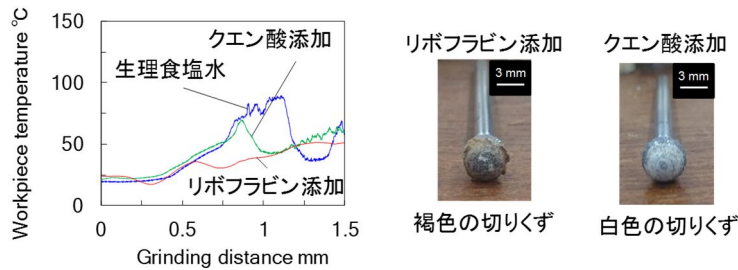 Workpiece temperature ℃
150
100
50
0
0
0.5
1
1.5
Grinding distance mm
クエン酸添加
生理食塩水
リボフラビン添加
リボフラビン添加
3 mm
褐色の切りくず
クエン酸添加
3 mm
白色の切りくず